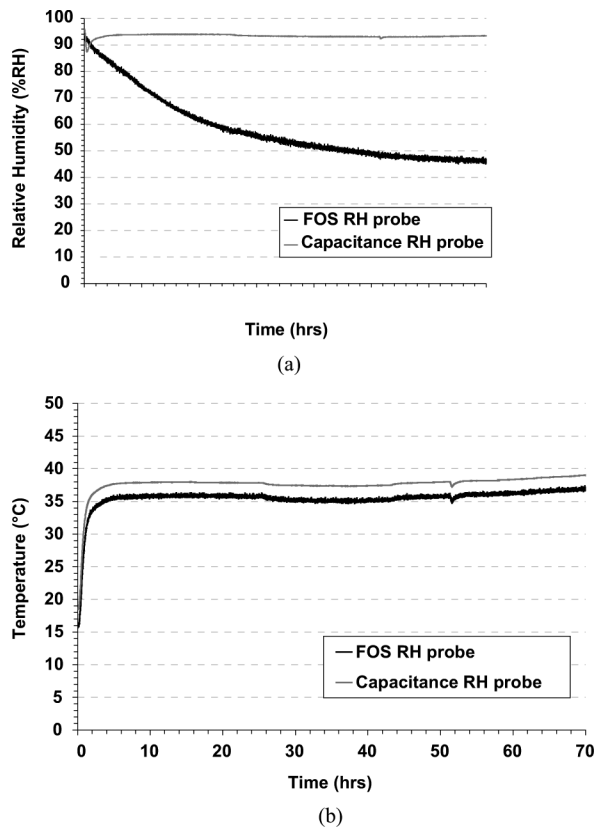 100
90
80
70
60
50
40
30
20
10
0
Relative Humidity (%RH)
FOS RH probe
Capacitance RH probe
Time (hrs)
(a)
50
45
40
35
30
25
20
15
10
5
0
Temperature (°C)
FOS RH probe
Capacitance RH probe
0 10 20 30 40 50 60 70
Time (hrs)
(b)